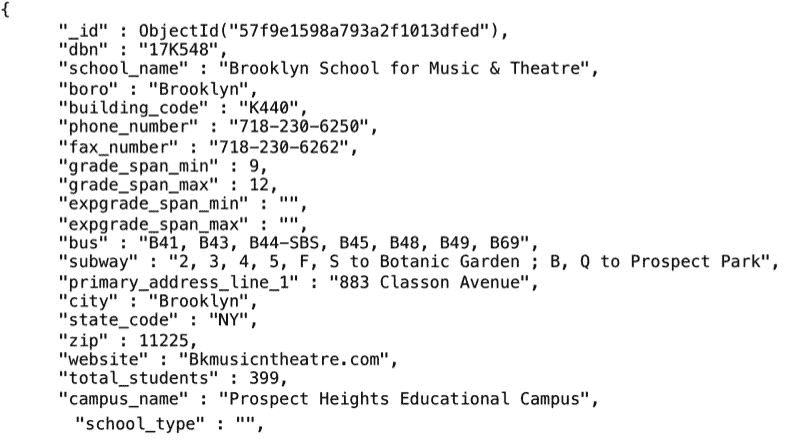 {
"_id" : ObjectId("57f9e1598a793a2f1013dfed"),
"dbn" : "17K548",
"school_name" : "Brooklyn School for Music & Theatre",
"boro" : "Brooklyn",
"building_code" : "K440",
"phone_number" : "718-230-6250",
"fax_number" : "718-230-6262",
"grade_span_min" : 9,
"grade_span_max" : 12,
"expgrade_span_min" : "",
"expgrade_span_max" : "",
"bus" : "B41, B43, B44-SBS, B45, B48, B49, B69",
"subway" : "2, 3, 4, 5, F, S to Botanic Garden ; B, Q to Prospect Park",
"primary_address_line_1" : "883 Classon Avenue",
"city" : "Brooklyn",
"state_code" : "NY",
"zip" : 11225,
"website" : "Bkmusicntheatre.com",
"total_students" : 399,
"campus_name" : "Prospect Heights Educational Campus",
"school_type" : "",